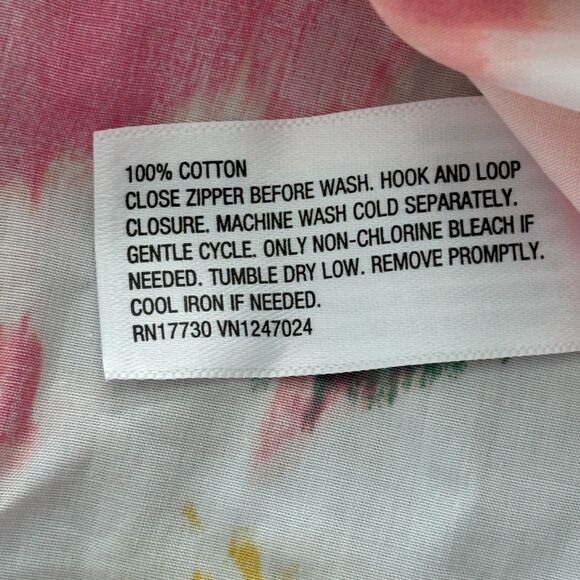 100% COTTON
CLOSE ZIPPER BEFORE WASH. HOOK AND LOOP
CLOSURE. MACHINE WASH COLD SEPARATELY.
GENTLE CYCLE. ONLY NON-CHLORINE BLEACH IF
NEEDED. TUMBLE DRY LOW. REMOVE PROMPTLY.
COOL IRON IF NEEDED.
RN17730 VN1247024